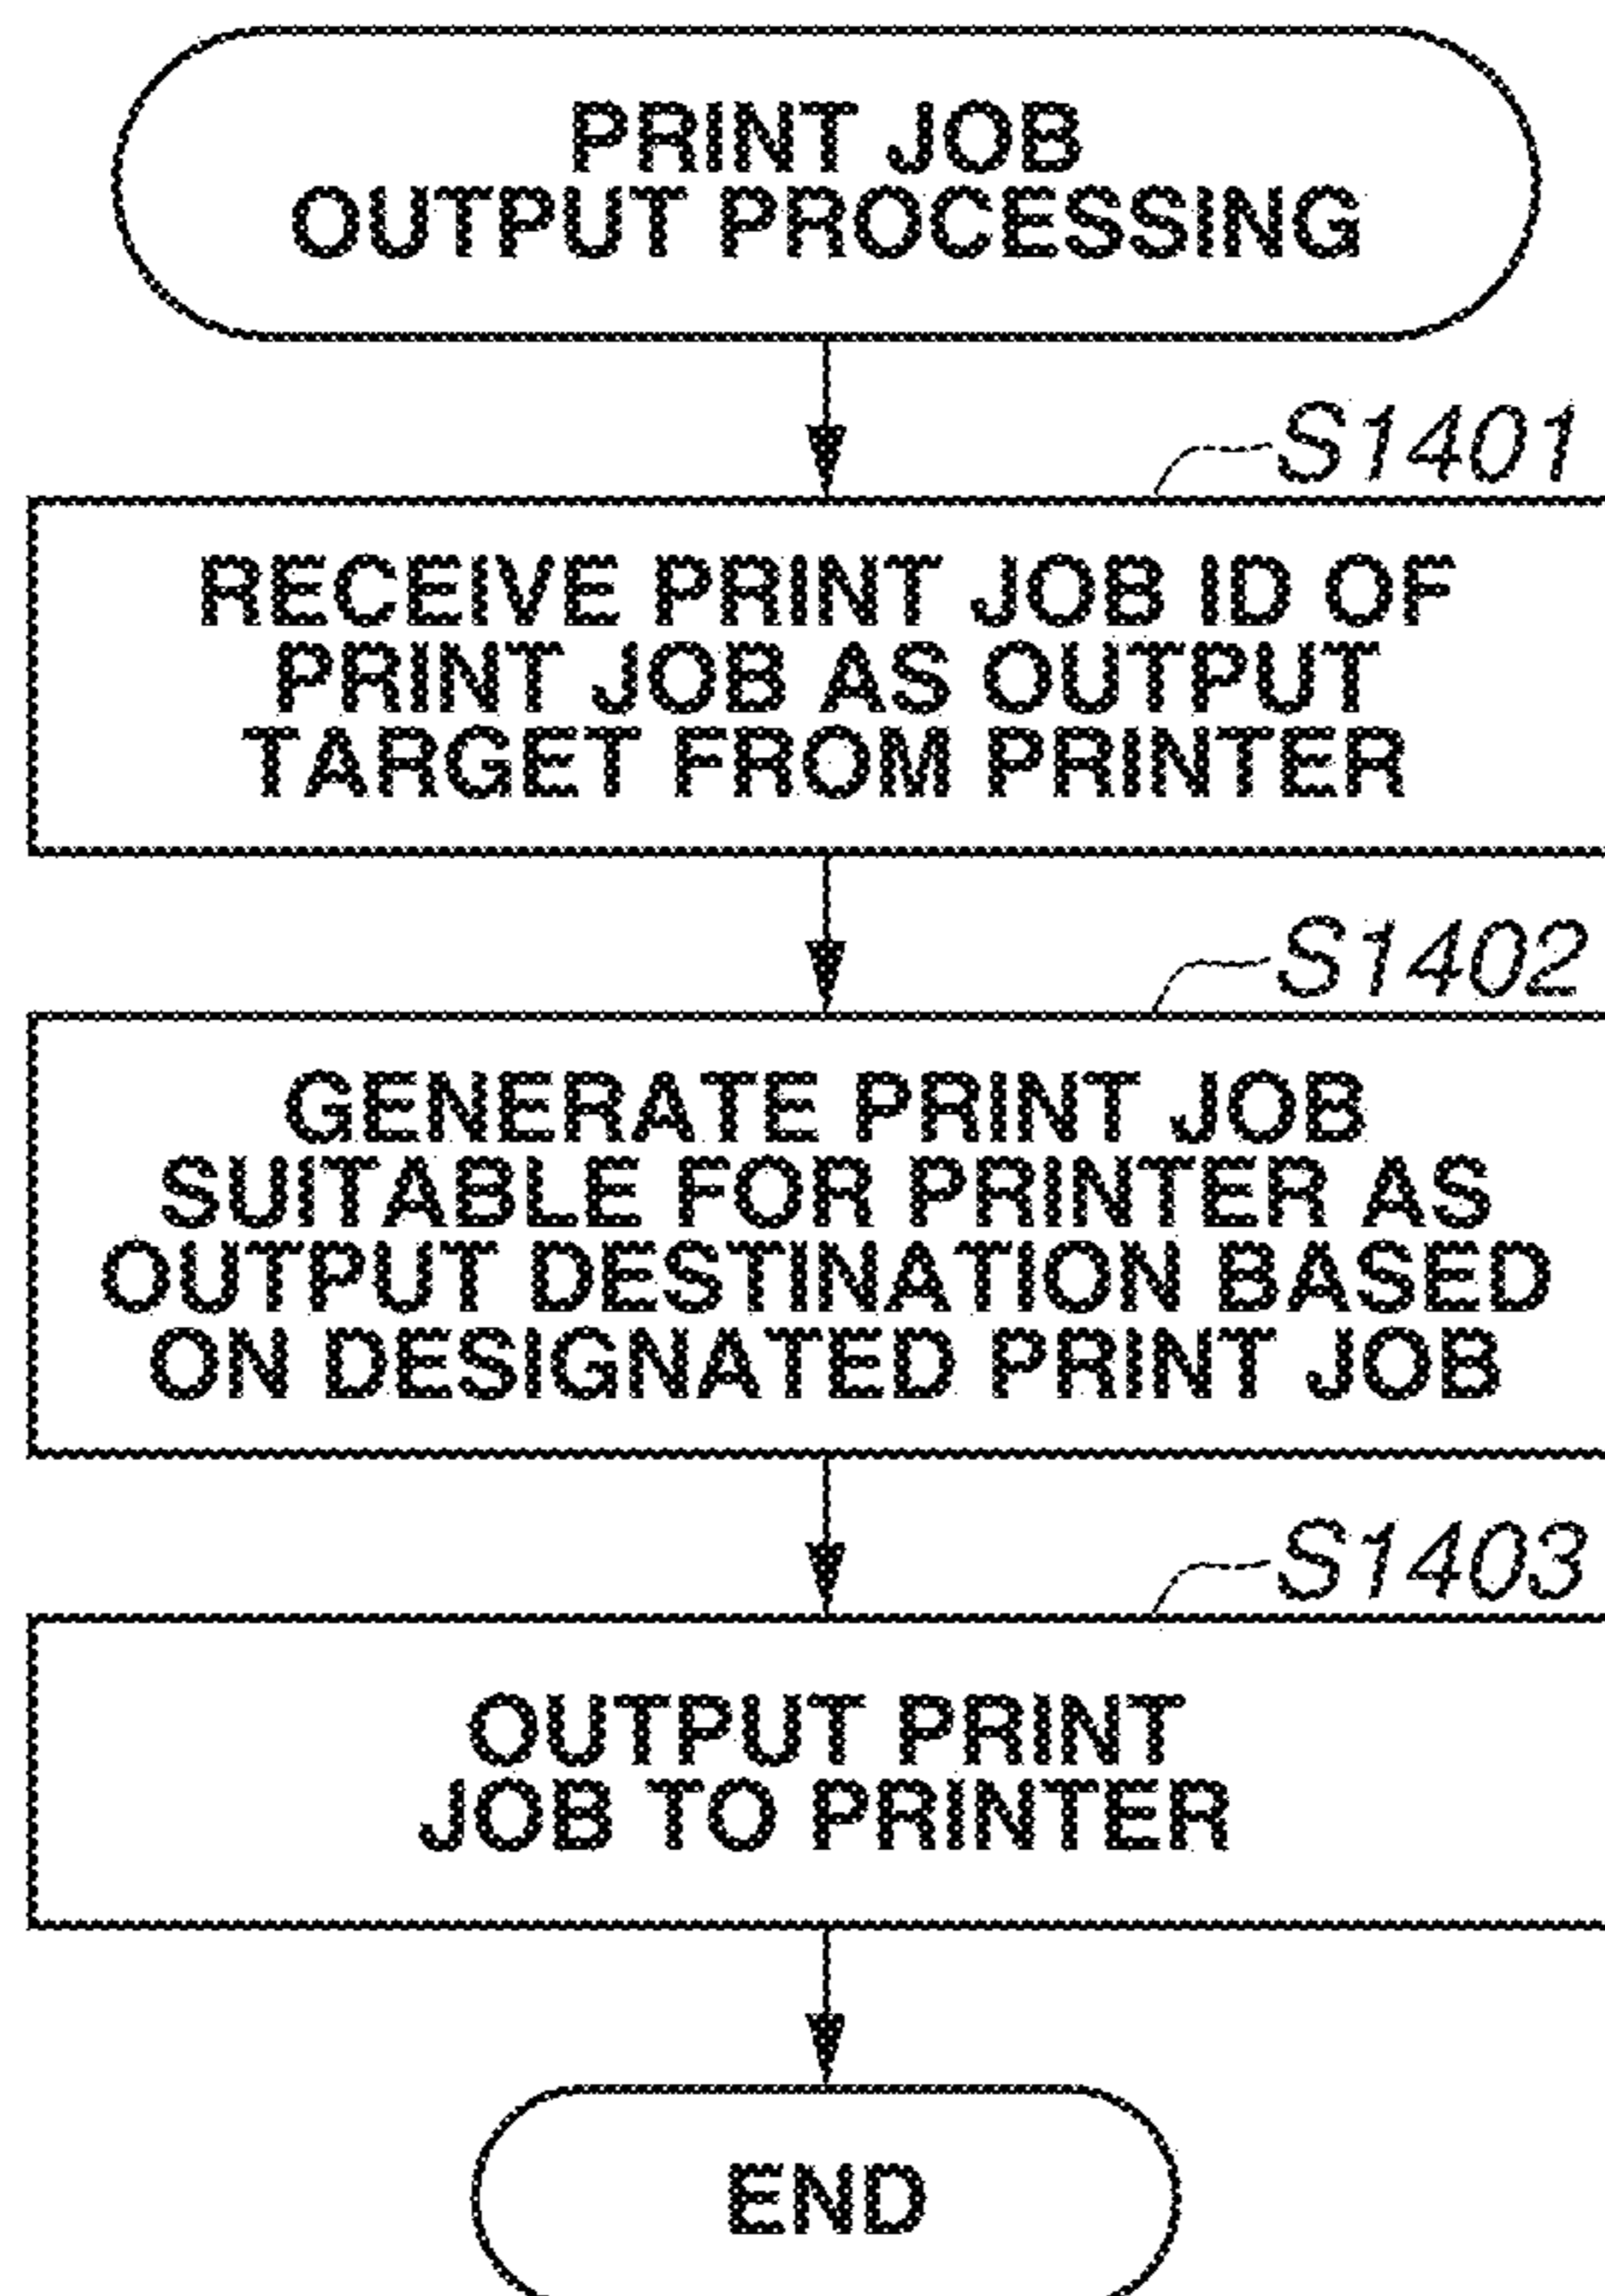 PRINT JOB
OUTPUT PROCESSING
S1401
RECEIVE PRINT JOB ID OF
PRINT JOB AS OUTPUT
TARGET FROM PRINTER
S1402
GENERATE PRINT JOB
SUITABLE FOR PRINTER AS
OUTPUT DESTINATION BASED
ON DESIGNATED PRINT JOB
S1403
OUTPUT PRINT
JOB TO PRINTER
END